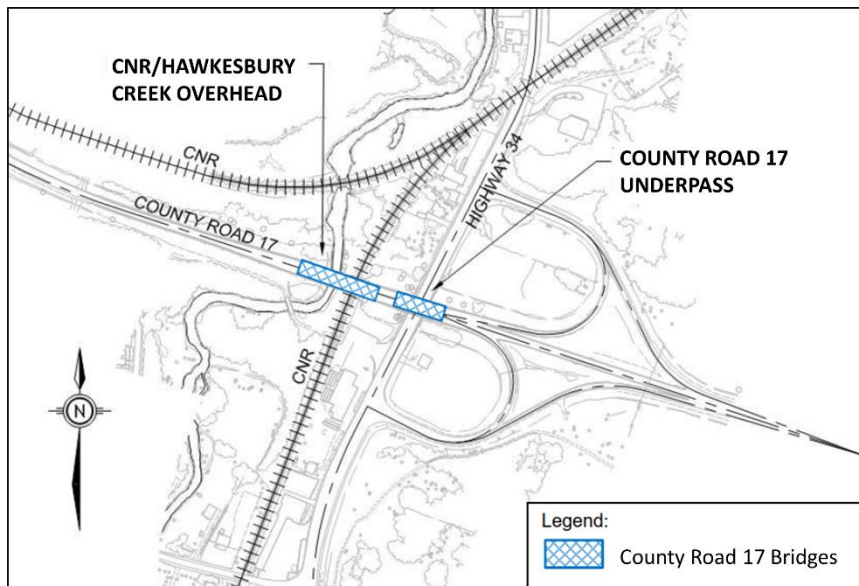 CNR/HAWKESBURY
CREEK OVERHEAD
CNR
HIGHWAY 34
COUNTY ROAD 17
UNDERPASS
COUNTY ROAD 17
CNR
N
Legend:
County Road 17 Bridges